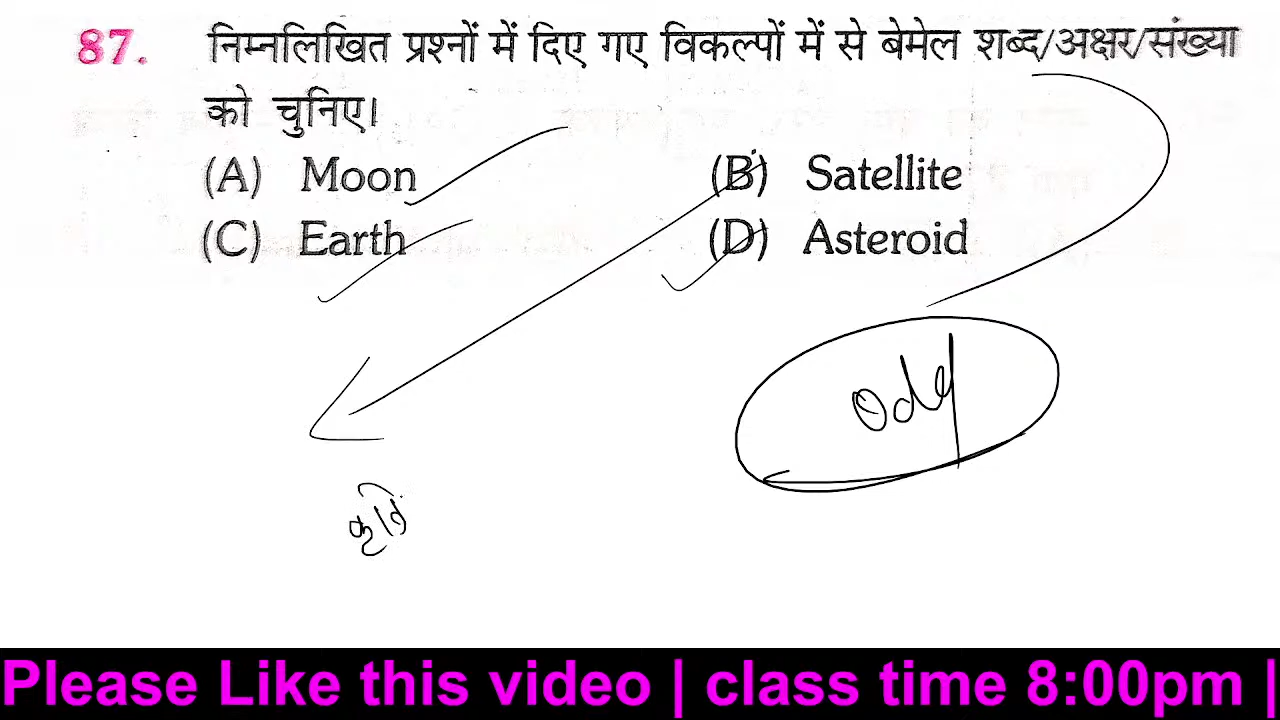 87. निम्नलिखित प्रश्नों में दिए गए विकल्पों में से बेमेल शब्द/अक्षर/संख्या
को चुनिए।
(A) Moon (B) Satellite
(C) Earth (D) Asteroid
odd
Please Like this video | class time 8:00pm |